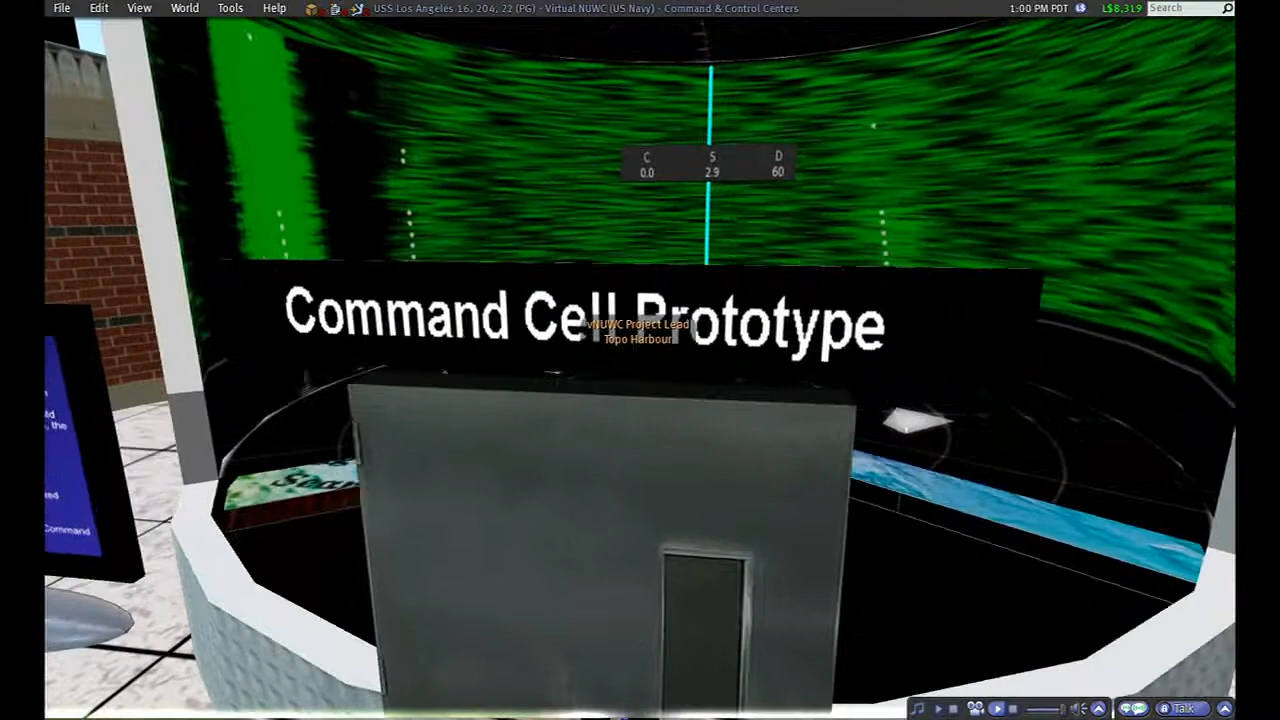 File Edit View World Tools Help
USS Los Angeles 16, 204, 22 (PG) - Virtual NUWC (US Navy) - Command & Control Centers
1:00 PM PDT
L$8,319
Search
C S D
0.0 2.9 60
Command Cell Prototype
vNUWC Project Lead
Topo Harbour
, the
Command
Talk